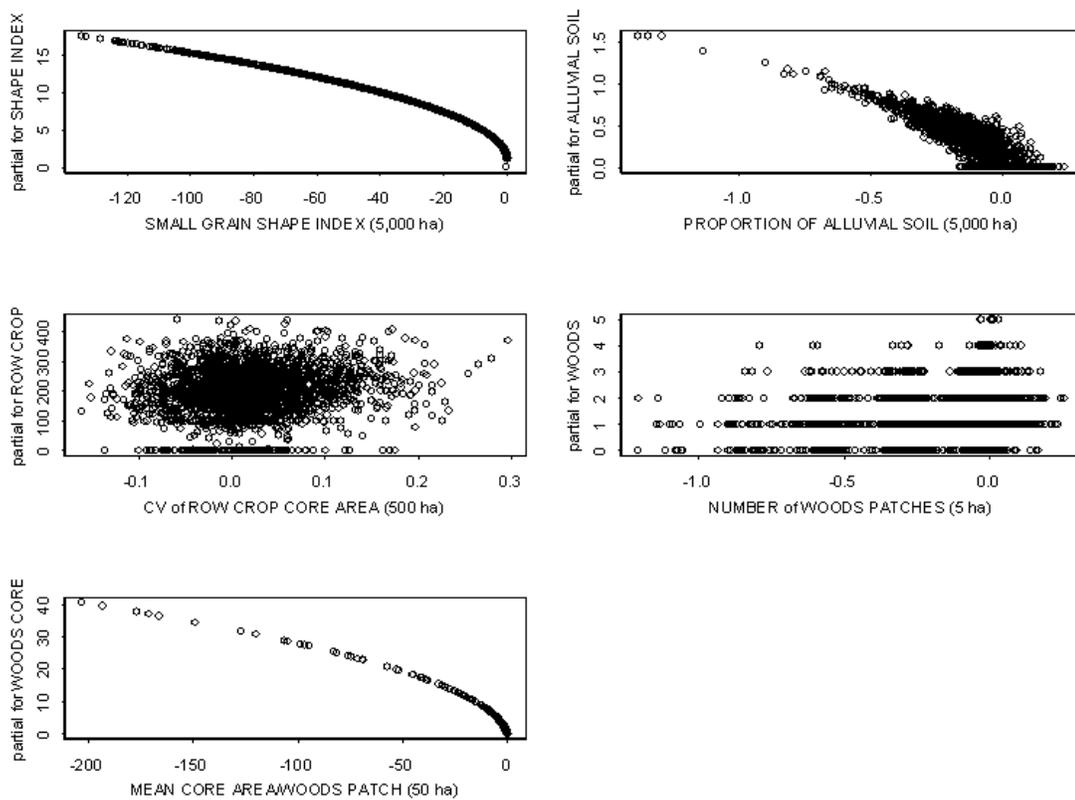 partial for SHAPE INDEX
15
10
5
0
-120 -100 -80 -60 -40 -20 0
SMALL GRAIN SHAPE INDEX (5,000 ha)
partial for ALLUVIAL SOIL
1.5
1.0
0.5
0.0
-1.0 -0.5 0.0
PROPORTION OF ALLUVIAL SOIL (5,000 ha)
partial for ROW CROP
400
300
200
100
0
-0.1 0.0 0.1 0.2 0.3
CV of ROW CROP CORE AREA (500 ha)
partial for WOODS
5
4
3
2
1
0
-1.0 -0.5 0.0
NUMBER of WOODS PATCHES (5 ha)
partial for WOODS CORE
40
30
20
10
0
-200 -150 -100 -50 0
MEAN CORE AREA/WOODS PATCH (50 ha)